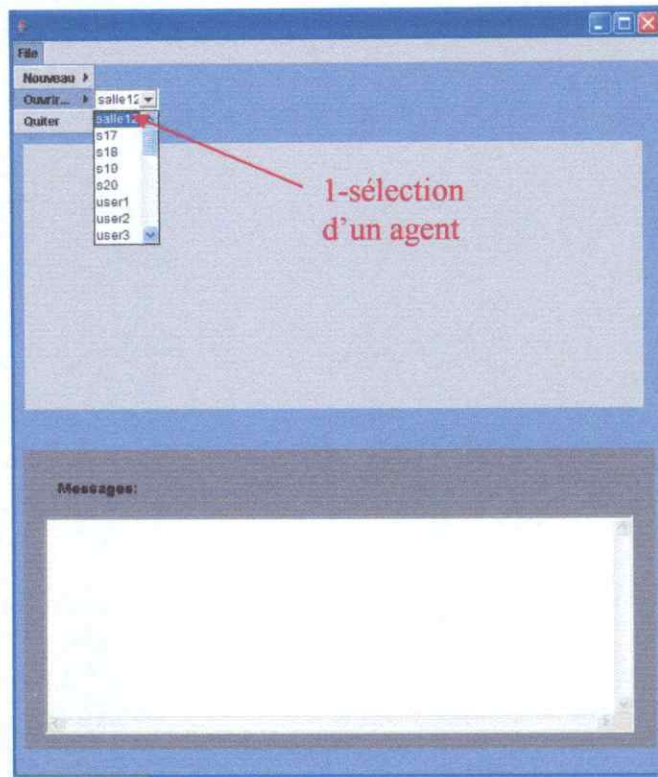 File
Nouveau
Ouvrir... salle12
Quiter salle12
s17
s18
s19
s20
user1
user2
user3
1-sélection
d'un agent
Messages: